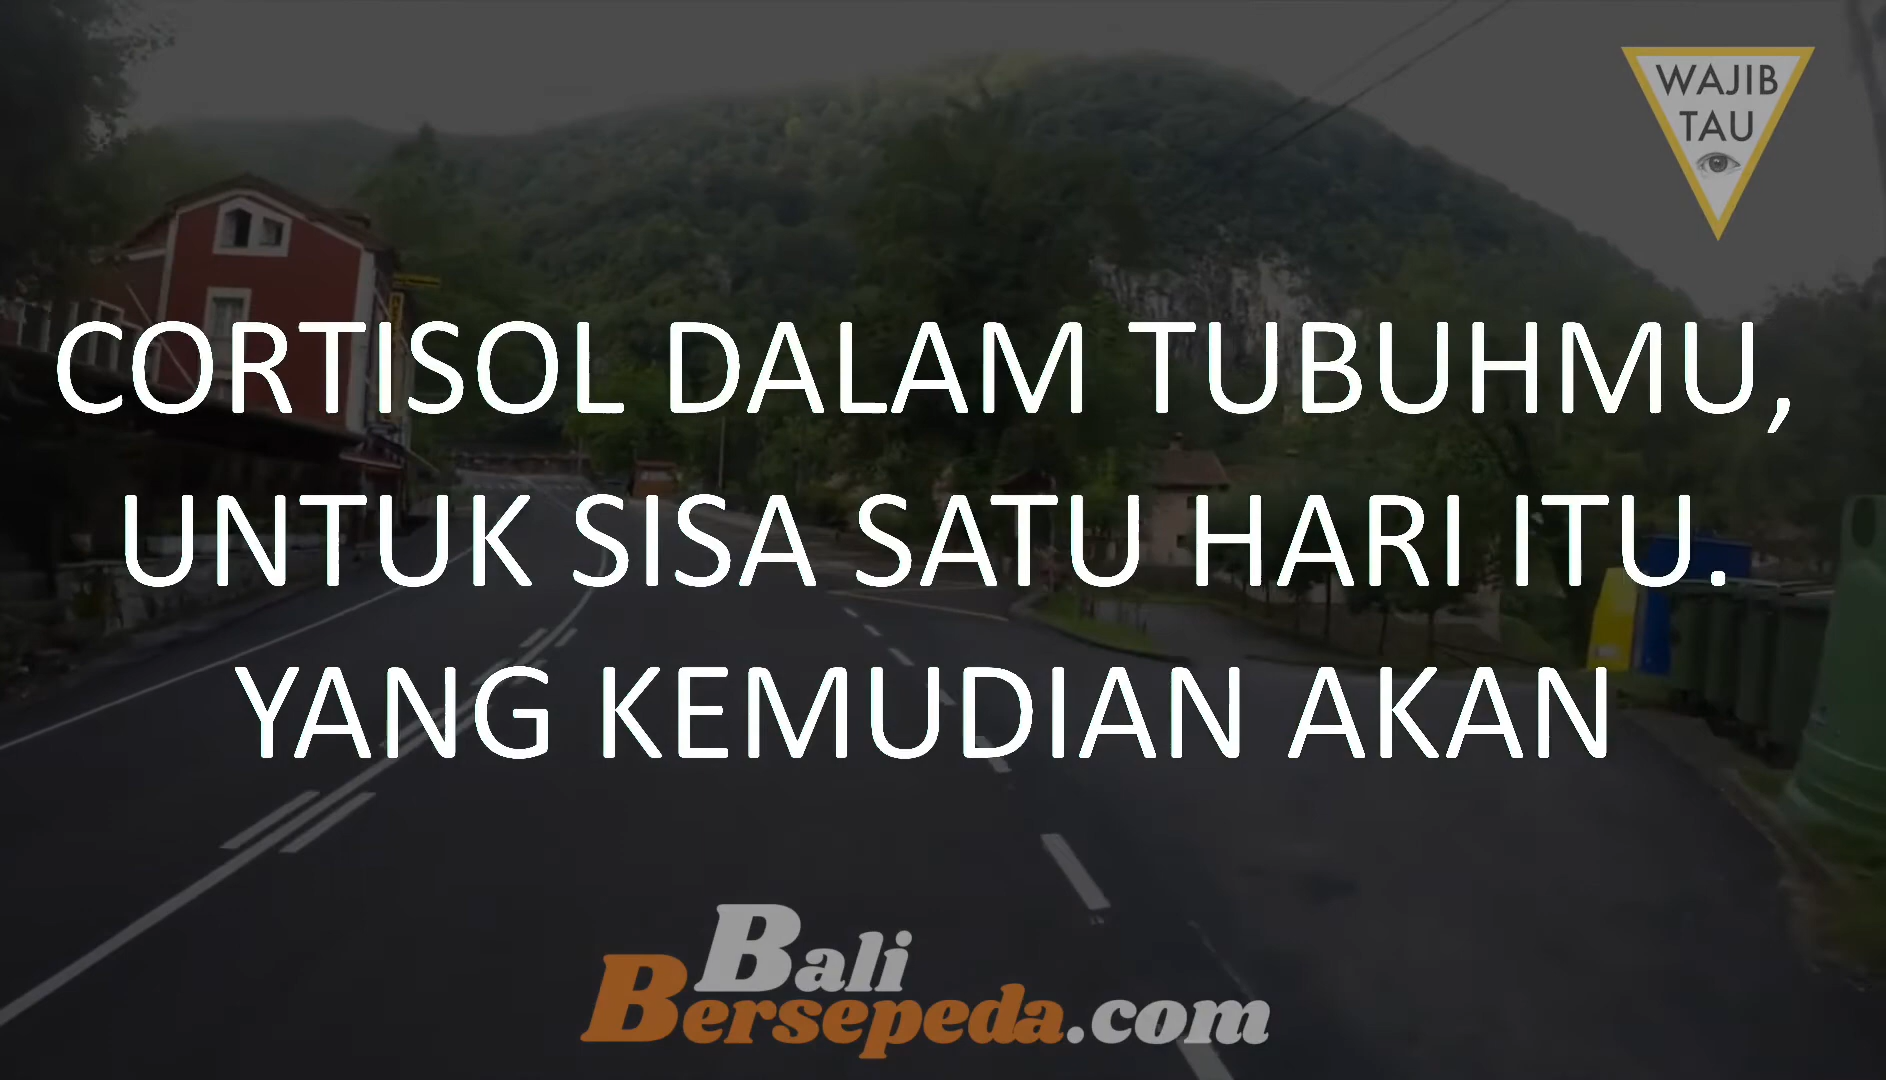 WAJIB
TAU
CORTISOL DALAM TUBUHMU,
UNTUK SISA SATU HARI ITU.
YANG KEMUDIAN AKAN
Bali
Bersepeda.com